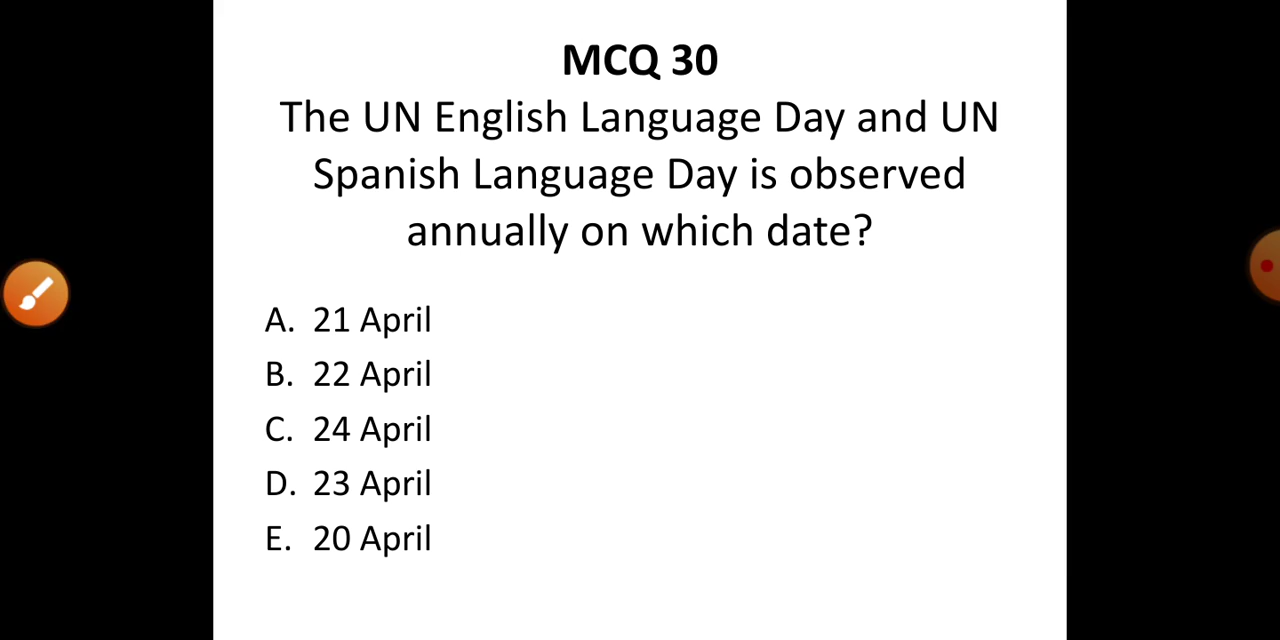 MCQ 30
The UN English Language Day and UN
Spanish Language Day is observed
annually on which date?
A. 21 April
B. 22 April
C. 24 April
D. 23 April
E. 20 April